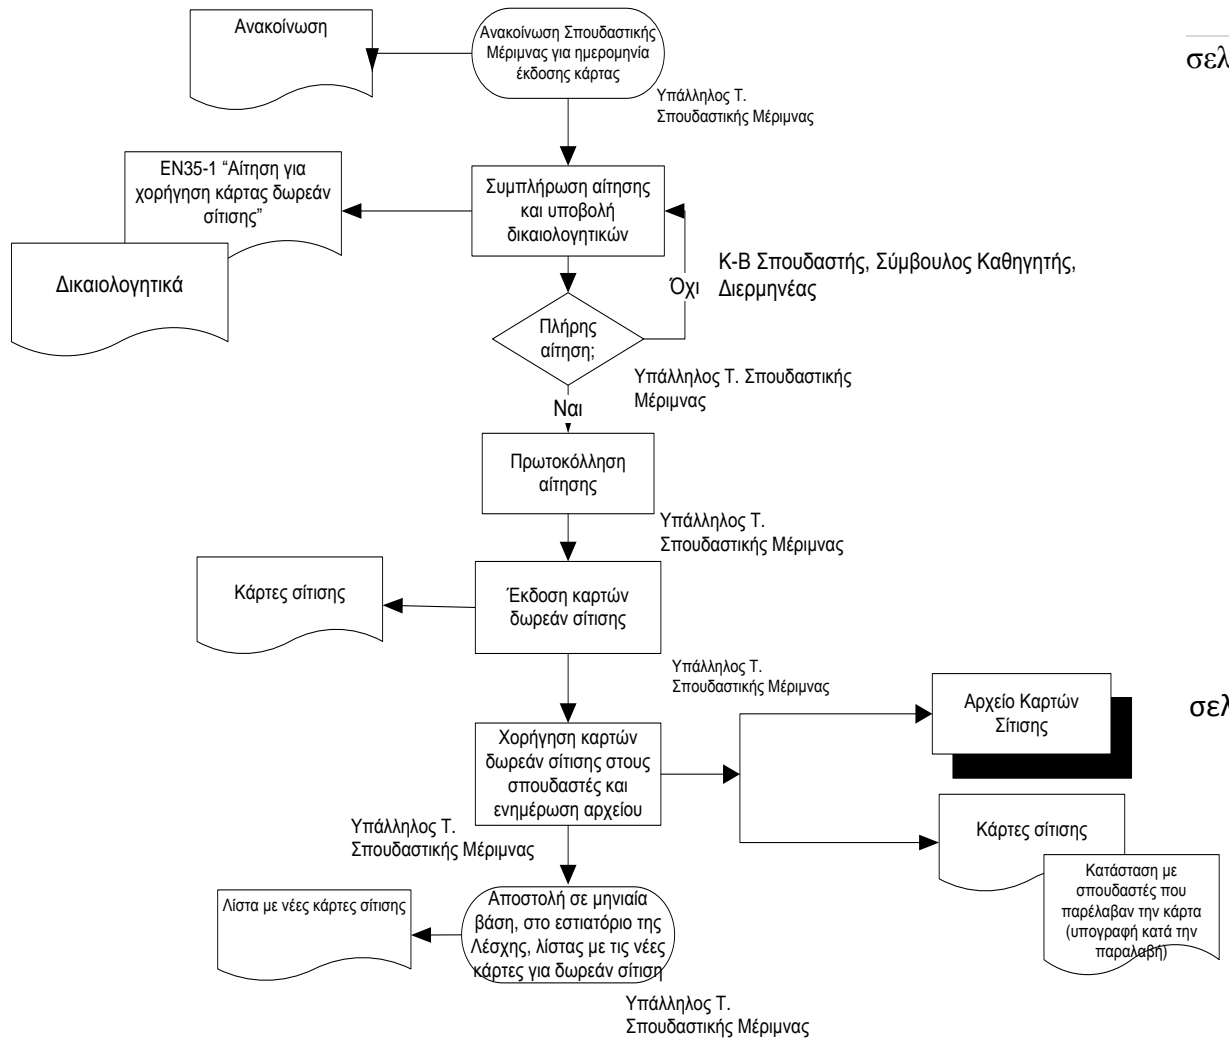 Ανακοίνωση
Ανακοίνωση Σπουδαστικής
Μέριμνας για ημερομηνία
έκδοσης κάρτας
σελ
Υπάλληλος Τ.
Σπουδαστικής Μέριμνας
EN35-1 “Αίτηση για
χορήγηση κάρτας δωρεάν
σίτισης”
Δικαιολογητικά
Συμπλήρωση αίτησης
και υποβολή
δικαιολογητικών
Κ-Β Σπουδαστής, Σύμβουλος Καθηγητής,
Διερμηνέας
Όχι
Πλήρης
αίτηση;
Υπάλληλος Τ. Σπουδαστικής
Μέριμνας
Ναι
Πρωτοκόλληση
αίτησης
Υπάλληλος Τ.
Σπουδαστικής Μέριμνας
Κάρτες σίτισης
Έκδοση καρτών
δωρεάν σίτισης
Υπάλληλος Τ.
Σπουδαστικής Μέριμνας
Αρχείο Καρτών
Σίτισης
σελ
Χορήγηση καρτών
δωρεάν σίτισης στους
σπουδαστές και
ενημέρωση αρχείου
Υπάλληλος Τ.
Σπουδαστικής Μέριμνας
Κάρτες σίτισης
Κατάσταση με
σπουδαστές που
παρέλαβαν την κάρτα
(υπογραφή κατά την
παραλαβή)
Λίστα με νέες κάρτες σίτισης
Αποστολή σε μηνιαία
βάση, στο εστιατόριο της
Λέσχης, λίστας με τις νέες
κάρτες για δωρεάν σίτιση
Υπάλληλος Τ.
Σπουδαστικής Μέριμνας